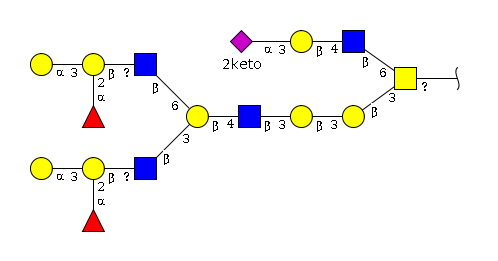 α 3 β 4
2keto β 6
α 3 β ?
2 α β 6
?
3 β
β 4 β 3 β 3
3 β
α 3 β ?
2 α